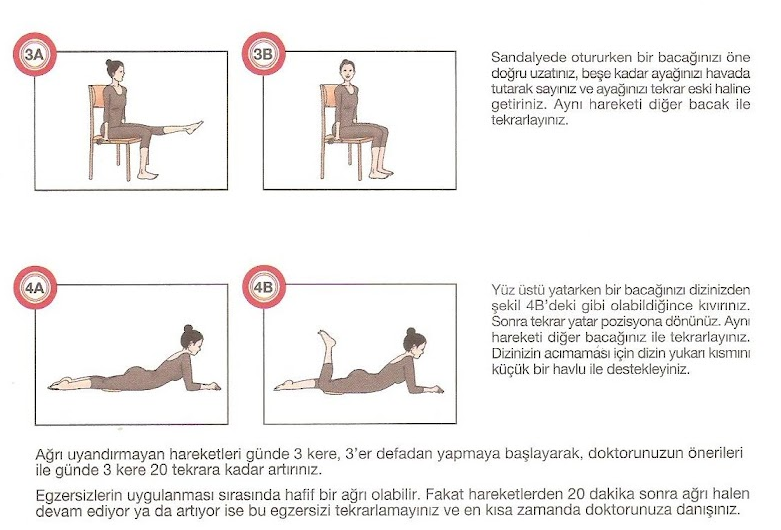 3A
3B
Sandalyede otururken bir bacağınızı öne
doğru uzatınız, beşe kadar ayağınızı havada
tutarak sayınız ve ayağınızı tekrar eski haline
getiriniz. Aynı hareketi diğer bacak ile
tekrarlayınız.
4A
4B
Yüz üstü yatarken bir bacağınızı dizinizden
şekil 4B'deki gibi olabildiğince kıvırınız.
Sonra tekrar yatar pozisyona dönünüz. Aynı
hareketi diğer bacağınız ile tekrarlayınız.
Dizinizin acımaması için dizin yukarı kısmını
küçük bir havlu ile destekleyiniz.
Ağrı uyandırmayan hareketleri günde 3 kere, 3'er defadan yapmaya başlayarak, doktorunuzun önerileri
ile günde 3 kere 20 tekrara kadar artırınız.
Egzersizlerin uygulanması sırasında hafif bir ağrı olabilir. Fakat hareketlerden 20 dakika sonra ağrı halen
devam ediyor ya da artıyor ise bu egzersizi tekrarlamayınız ve en kısa zamanda doktorunuza danışınız.